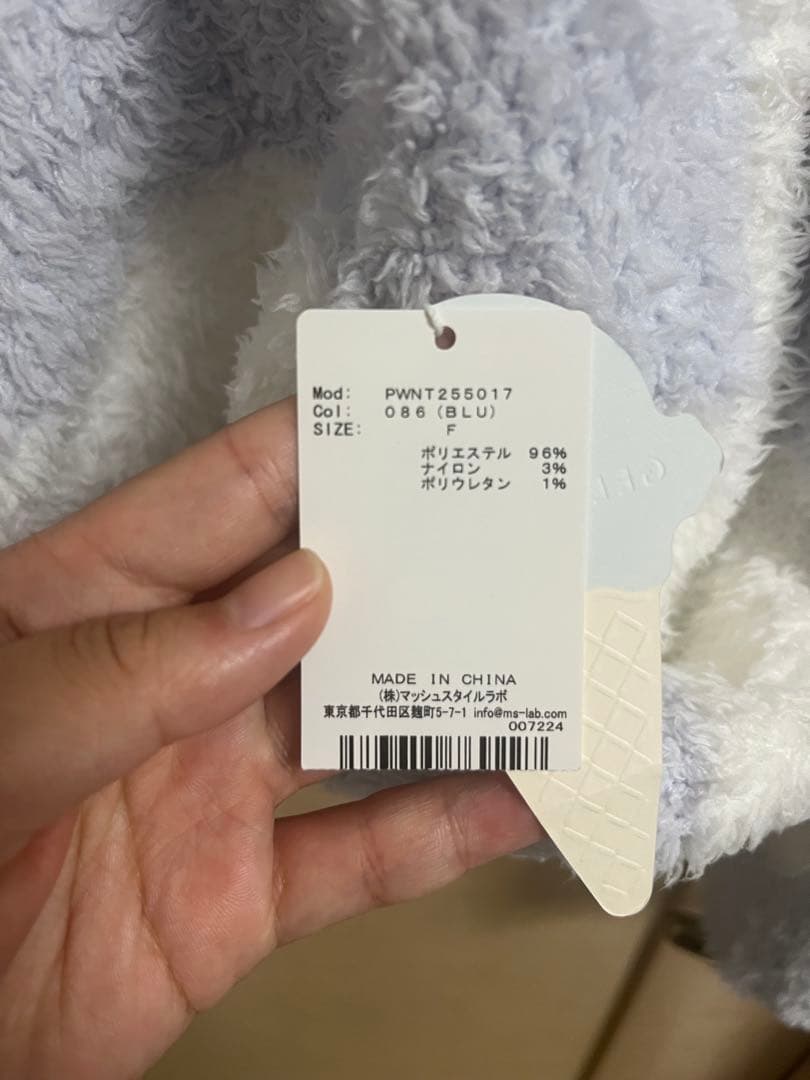 Mod: PWNT255017
Col: 086(BLU)
SIZE: F
ポリエステル 96%
ナイロン 3%
ポリウレタン 1%
MADE IN CHINA
(株)マッシュスタイルラボ
東京都千代田区麹町5-7-1 info@ms-lab.com
007224